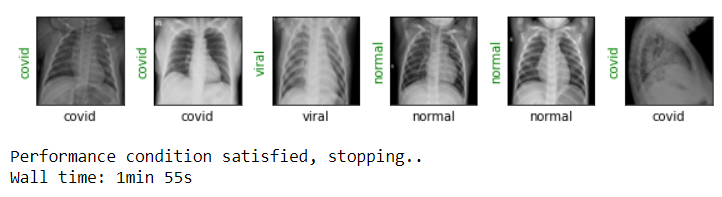 covid covid viral normal normal covid
covid covid viral normal normal covid
Performance condition satisfied, stopping..
Wall time: 1min 55s